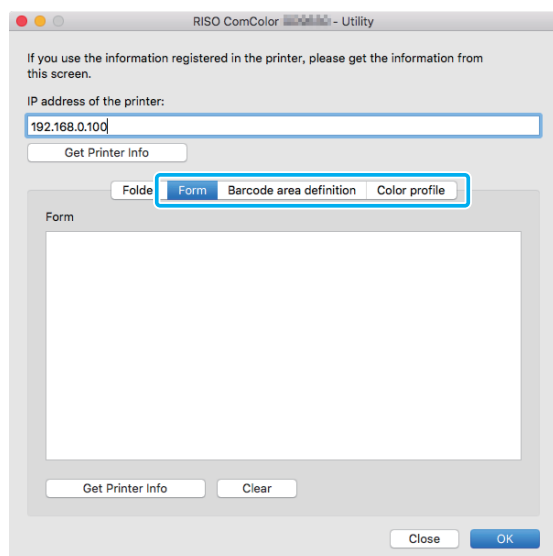 RISO ComColor - Utility
If you use the information registered in the printer, please get the information from
this screen.
IP address of the printer:
192.168.0.100
Get Printer Info
Folde Form Barcode area definition Color profile
Form
Get Printer Info Clear
Close OK